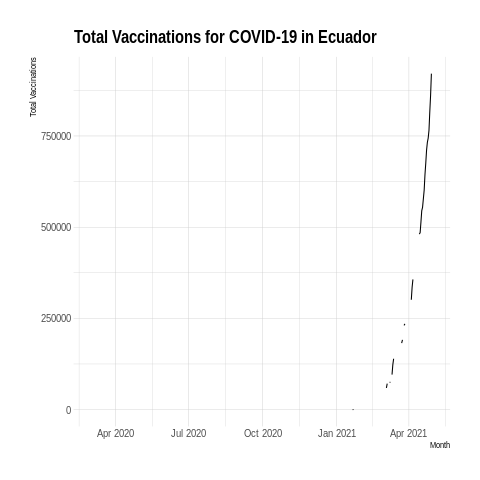 Total Vaccinations for COVID-19 in Ecuador
Total Vaccinations
750000
500000
250000
0
Apr 2020 Jul 2020 Oct 2020 Jan 2021 Apr 2021
Month